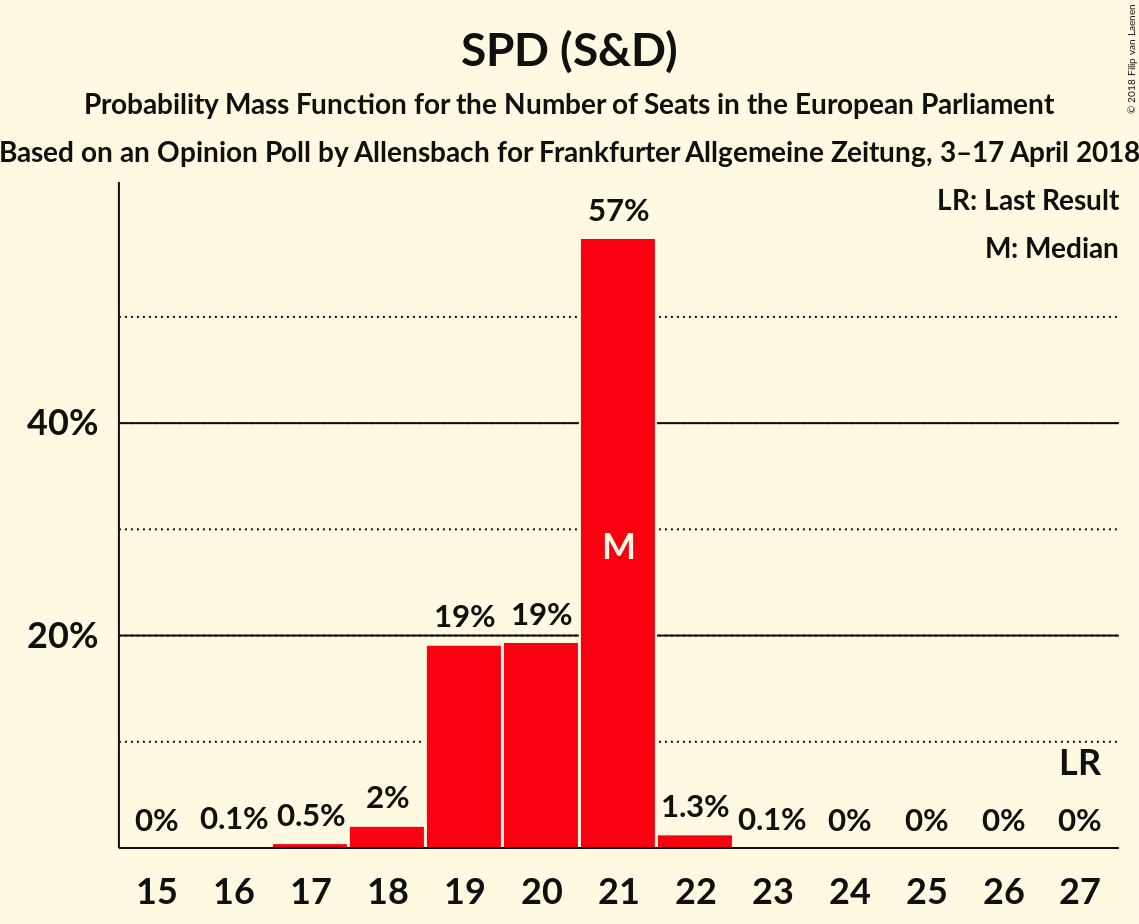 SPD (S&D)
Probability Mass Function for the Number of Seats in the European Parliament
Based on an Opinion Poll by Allensbach for Frankfurter Allgemeine Zeitung, 3–17 April 2018
© 2018 Filip van Laenen
LR: Last Result
M: Median
57%
40%
M
19% 19%
20%
LR
0% 0.1% 0.5% 2% 1.3% 0.1% 0% 0% 0% 0%
15 16 17 18 19 20 21 22 23 24 25 26 27